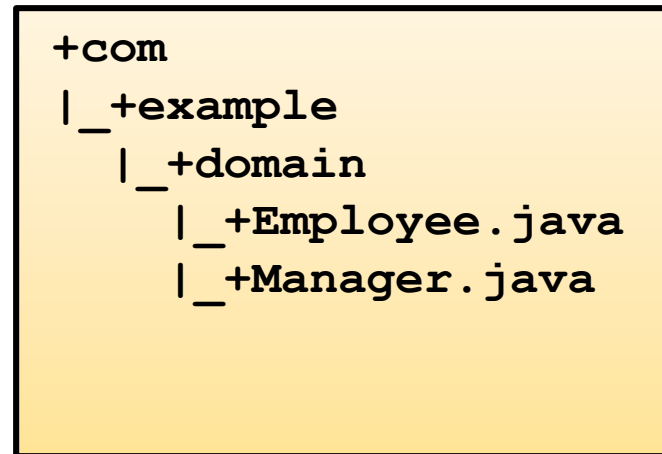 +com
|_+example
|_+domain
|_+Employee.java
|_+Manager.java